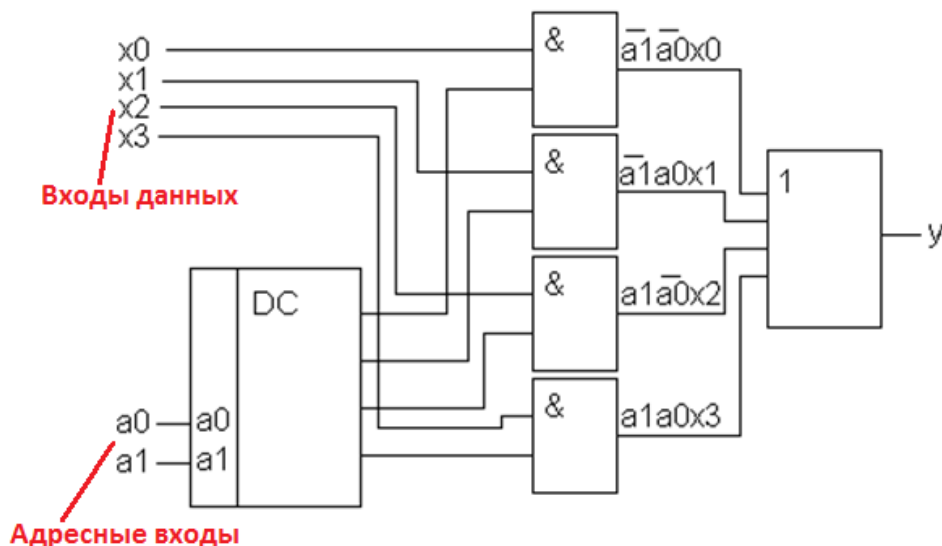 x0
x1
x2
x3
Входы данных
&
a̅1a̅0x0
&
a̅1a0x1
1
y
DC
&
a1a̅0x2
a0
a0
a1
a1
&
a1a0x3
Адресные входы